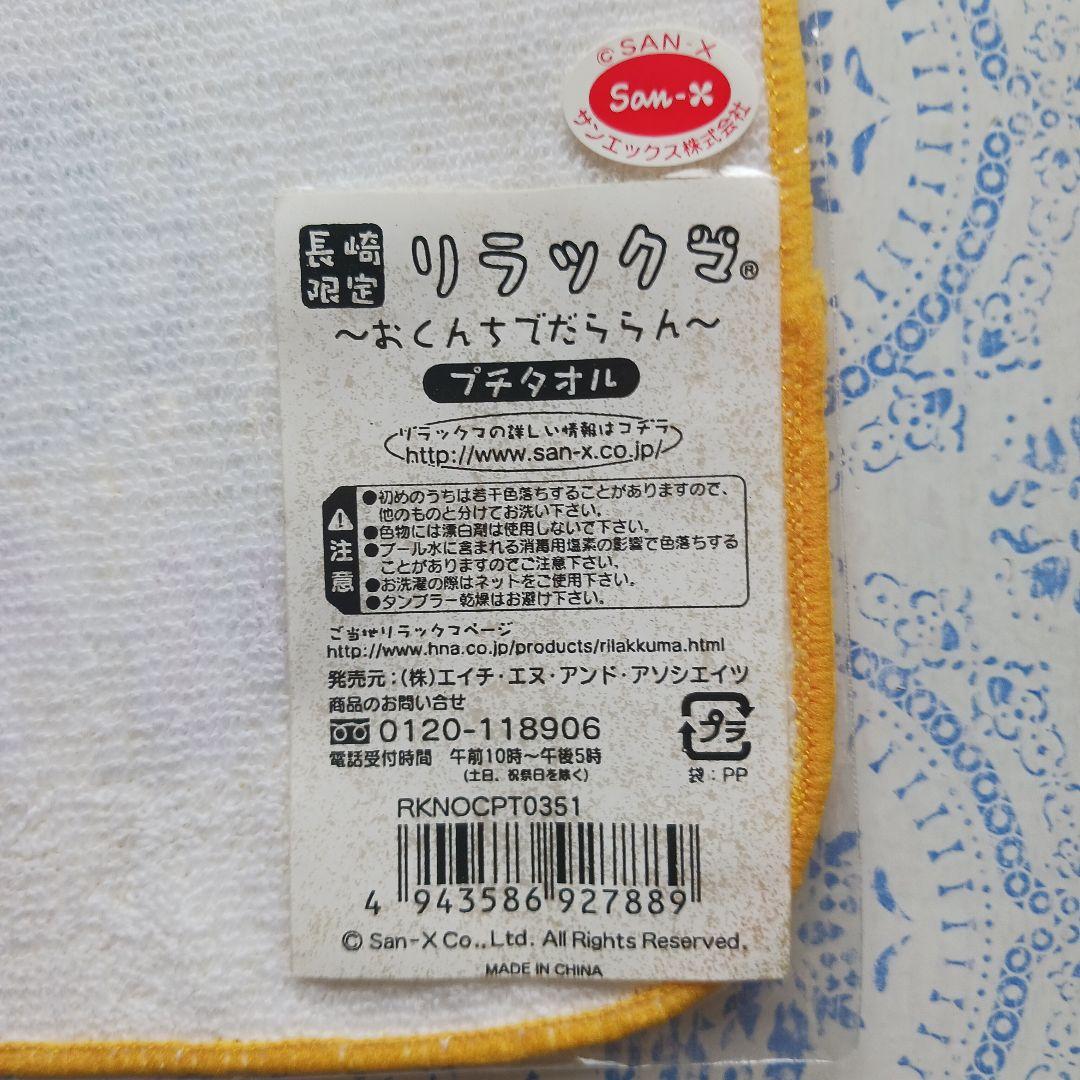 © SAN-X
San-X
サンエックス株式会社
長崎
限定
リラックマ®
～おくんちでだららん～
プチタオル
リラックマの詳しい情報はコチラ
http://www.san-x.co.jp/
注意
●初めのうちは若干色落ちすることがありますので、
他のものと分けてお洗い下さい。
●色物には漂白剤は使用しないで下さい。
●プール水に含まれる消毒用塩素の影響で色落ちする
ことがありますのでご注意下さい。
●お洗濯の際はネットをご使用下さい。
●タンブラー乾燥はお避け下さい。
ご当地リラックマページ
http://www.hna.co.jp/products/rilakkuma.html
発売元：(株)エイチ・エヌ・アンド・アソシエイツ
商品のお問い合せ
0120-118906
電話受付時間 午前10時～午後5時
(土日、祝祭日を除く)
プラ
袋：PP
RKNOCPT0351
4 943586 927889
© San-X Co.,Ltd. All Rights Reserved.
MADE IN CHINA